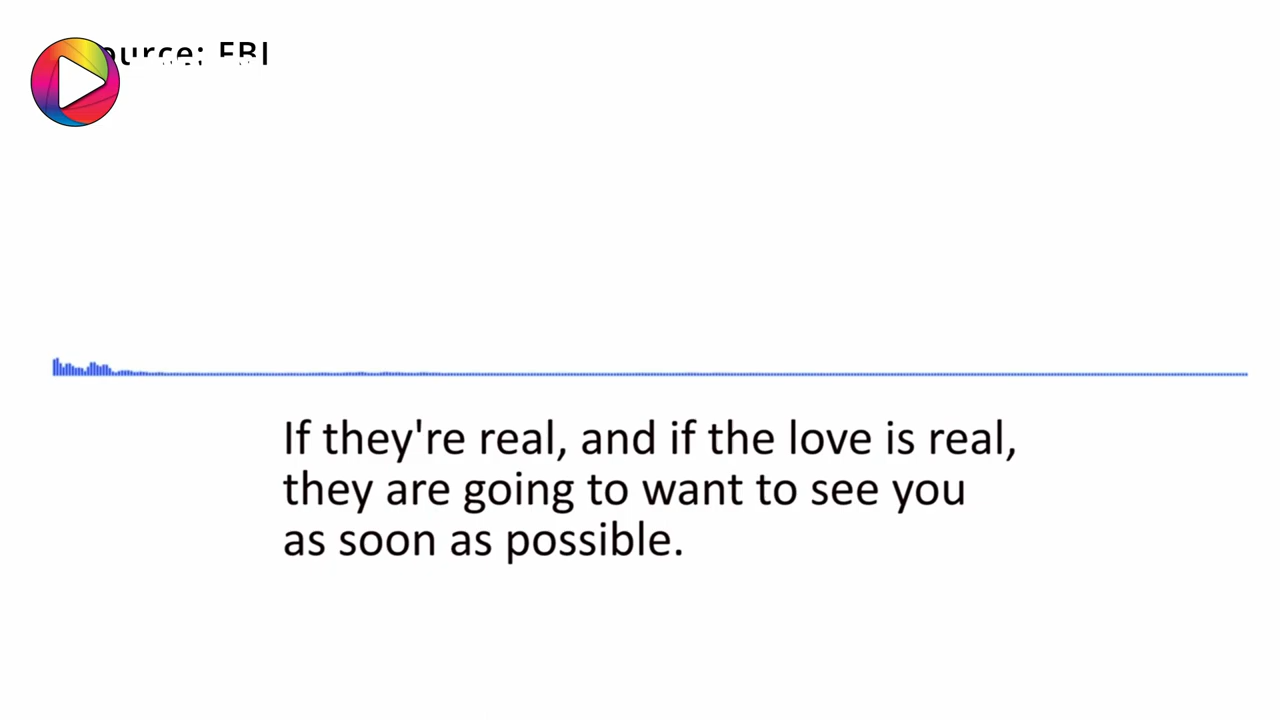 ource: FBI
If they're real, and if the love is real,
they are going to want to see you
as soon as possible.